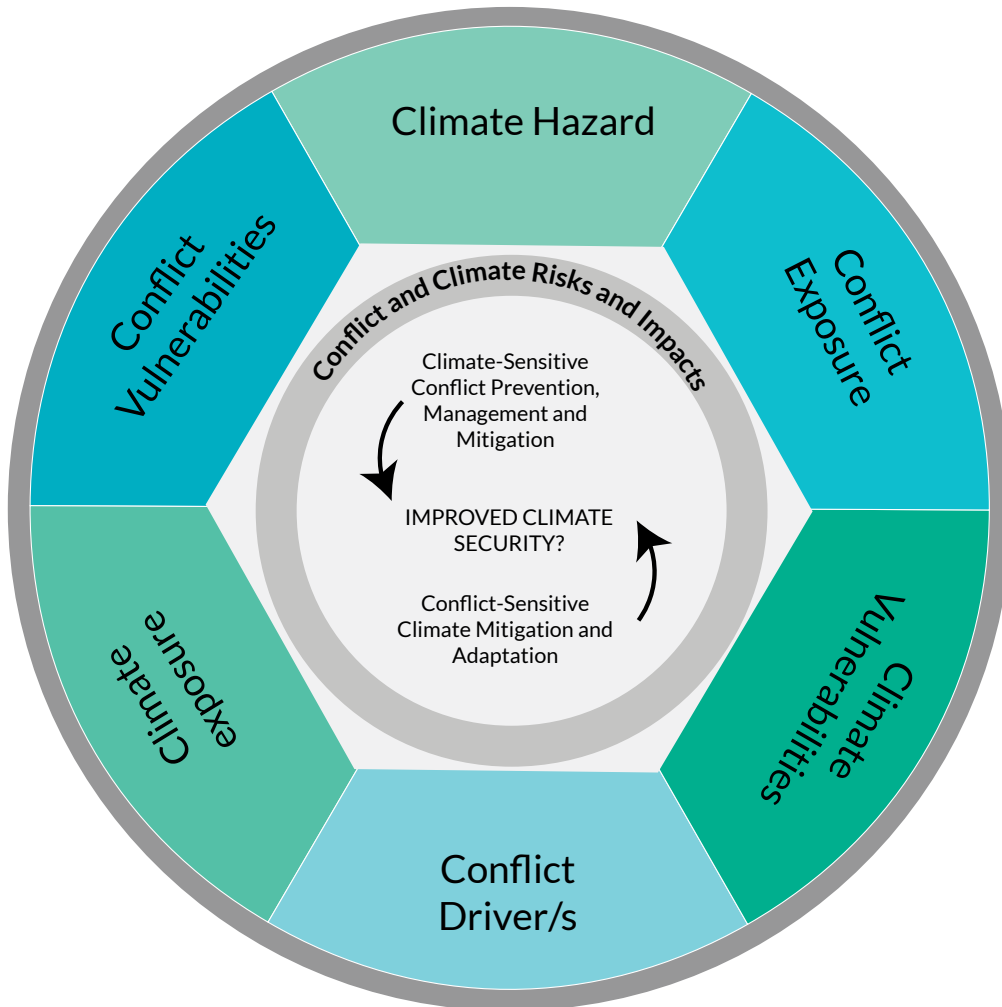 Climate Hazard
Conflict
Exposure
Climate
Vulnerabilities
Conflict
Driver/s
Climate
exposure
Conflict
Vulnerabilities
Conflict and Climate Risks and Impacts
Climate-Sensitive
Conflict Prevention,
Management and
Mitigation
IMPROVED CLIMATE
SECURITY?
Conflict-Sensitive
Climate Mitigation and
Adaptation